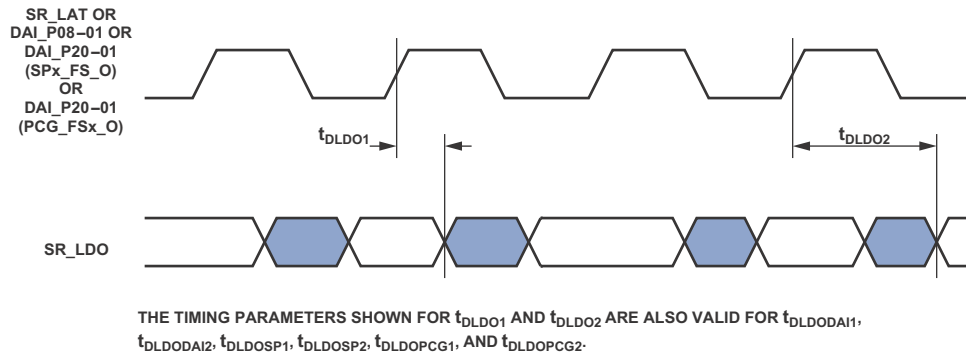 SR_LAT OR
DAI_P08–01 OR
DAI_P20–01
(SPx_FS_O)
OR
DAI_P20–01
(PCG_FSx_O)
tDLDO1
tDLDO2
SR_LDO
THE TIMING PARAMETERS SHOWN FOR tDLDO1 AND tDLDO2 ARE ALSO VALID FOR tDLDODAI1,
tDLDODAI2, tDLDOSP1, tDLDOSP2, tDLDOPCG1, AND tDLDOPCG2.